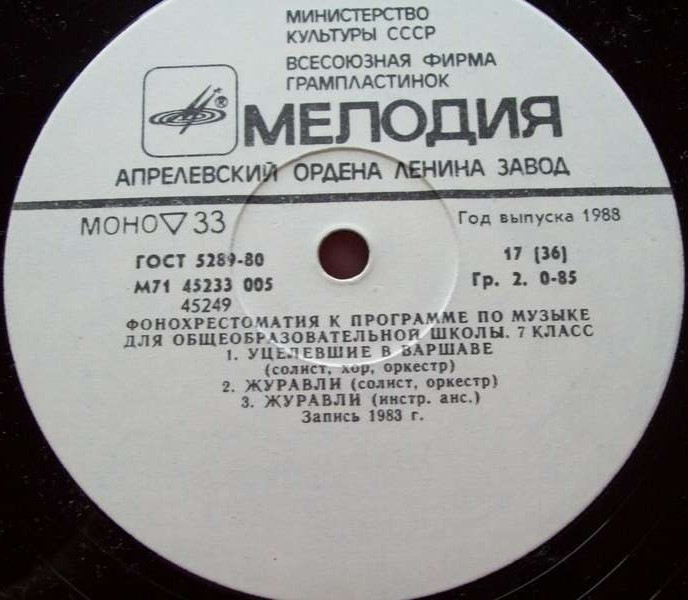 МИНИСТЕРСТВО
КУЛЬТУРЫ СССР
ВСЕСОЮЗНАЯ ФИРМА
ГРАМПЛАСТИНОК
® МЕЛОДИЯ
АПРЕЛЕВСКИЙ ОРДЕНА ЛЕНИНА ЗАВОД
МОНО ▽ 33
Год выпуска 1988
ГОСТ 5289-80
17 (36)
М71 45233 005
Гр. 2. 0-85
45249
ФОНОХРЕСТОМАТИЯ К ПРОГРАММЕ ПО МУЗЫКЕ
ДЛЯ ОБЩЕОБРАЗОВАТЕЛЬНОЙ ШКОЛЫ. 7 КЛАСС
1. УЦЕЛЕВШИЕ В ВАРШАВЕ
(солист, хор, оркестр)
2. ЖУРАВЛИ (солист, оркестр)
3. ЖУРАВЛИ (инстр. анс.)
Запись 1983 г.